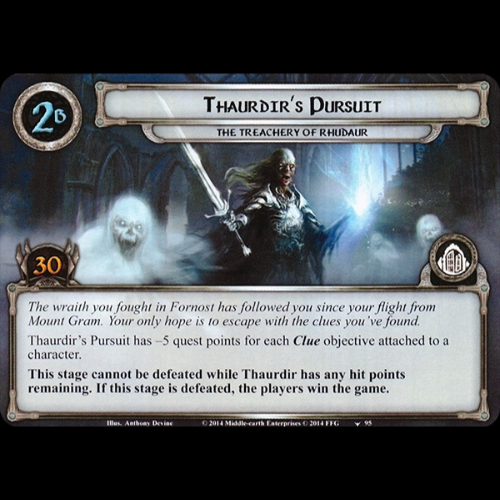 2B
THAURDIR'S PURSUIT
THE TREACHERY OF RHUDAUR
30
The wraith you fought in Fornost has followed you since your flight from
Mount Gram. Your only hope is to escape with the clues you've found.
Thaurdir's Pursuit has –5 quest points for each Clue objective attached to a
character.
This stage cannot be defeated while Thaurdir has any hit points
remaining. If this stage is defeated, the players win the game.
Illus. Anthony Devine © 2014 Middle-earth Enterprises © 2014 FFG 95